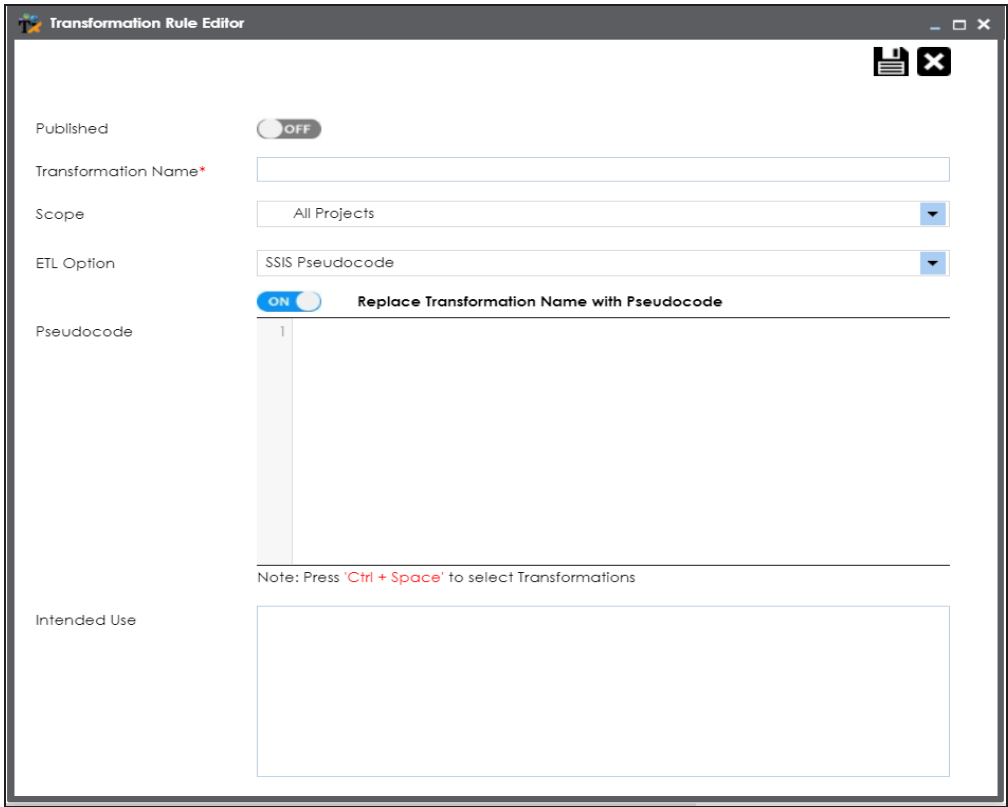 Transformation Rule Editor
Published
OFF
Transformation Name*
Scope
All Projects
ETL Option
SSIS Pseudocode
ON Replace Transformation Name with Pseudocode
Pseudocode
1
Note: Press 'Ctrl + Space' to select Transformations
Intended Use